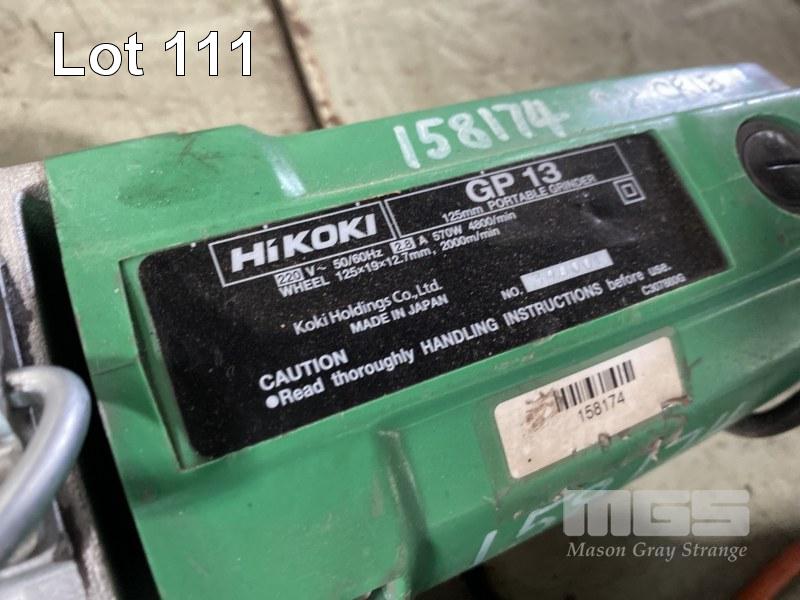 Lot 111
158174
HiKOKI
GP 13
125mm PORTABLE GRINDER
220 V~ 50/60Hz 2.8 A 570W 4800/min
WHEEL 125×19×12.7mm, 2000m/min
Koki Holdings Co.,Ltd.
MADE IN JAPAN
NO.
CAUTION
●Read thoroughly HANDLING INSTRUCTIONS before use.
158174
MGS
Mason Gray Strange